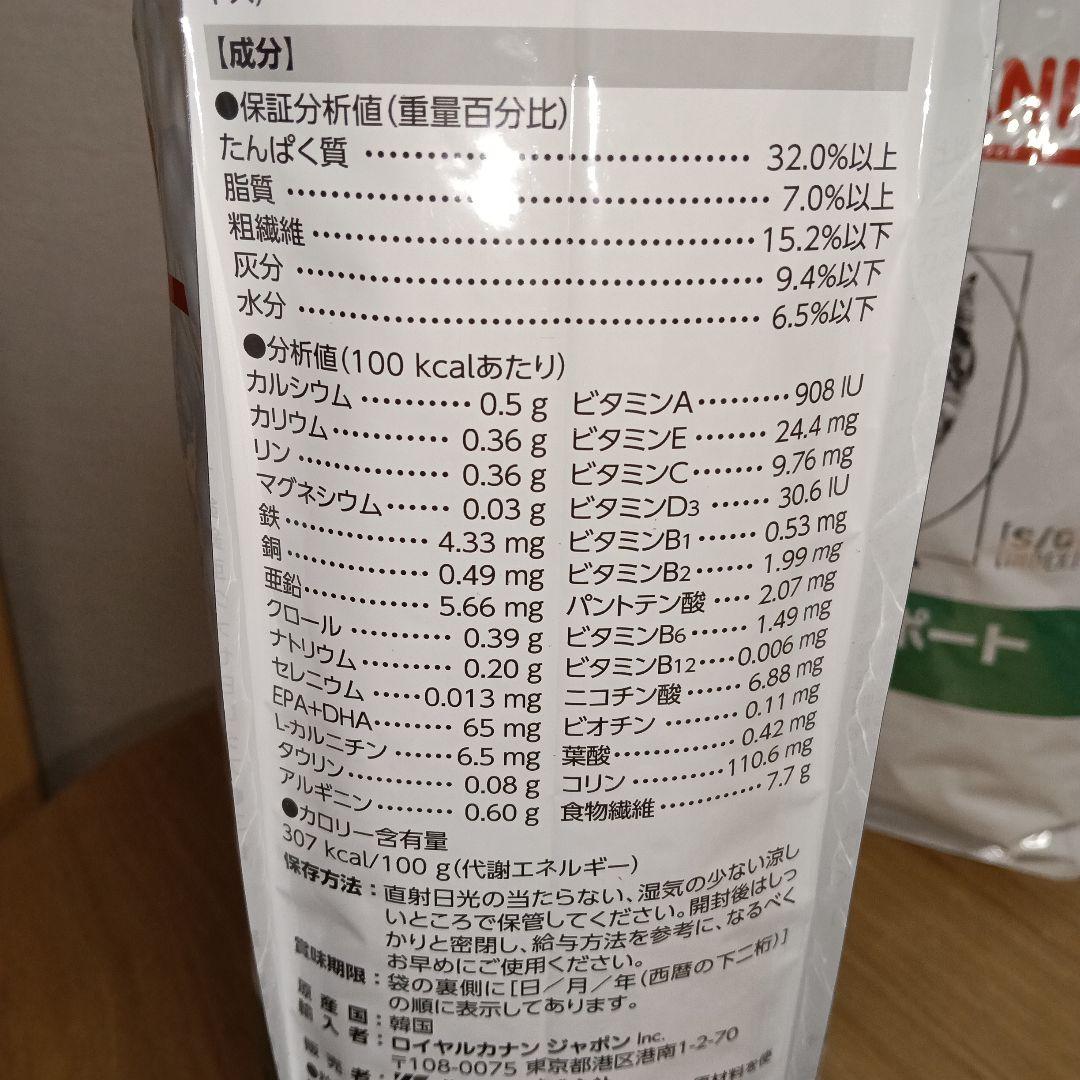 【成分】
●保証分析値(重量百分比)
たんぱく質 ‥‥‥‥‥‥ 32.0%以上
脂質 ‥‥‥‥‥‥ 7.0%以上
粗繊維 ‥‥‥‥‥‥ 15.2%以下
灰分 ‥‥‥‥‥‥ 9.4%以下
水分 ‥‥‥‥‥‥ 6.5%以下
●分析値(100 kcalあたり)
カルシウム ‥‥‥ 0.5 g
カリウム ‥‥‥ 0.36 g
リン ‥‥‥ 0.36 g
マグネシウム ‥‥‥ 0.03 g
鉄 ‥‥‥ 4.33 mg
銅 ‥‥‥ 0.49 mg
亜鉛 ‥‥‥ 5.66 mg
クロール ‥‥‥ 0.39 g
ナトリウム ‥‥‥ 0.20 g
セレニウム ‥‥‥ 0.013 mg
EPA+DHA ‥‥‥ 65 mg
L-カルニチン ‥‥‥ 6.5 mg
タウリン ‥‥‥ 0.08 g
アルギニン ‥‥‥ 0.60 g
ビタミンA ‥‥‥ 908 IU
ビタミンE ‥‥‥ 24.4 mg
ビタミンC ‥‥‥ 9.76 mg
ビタミンD3 ‥‥‥ 30.6 IU
ビタミンB1 ‥‥‥ 0.53 mg
ビタミンB2 ‥‥‥ 1.99 mg
パントテン酸 ‥‥ 2.07 mg
ビタミンB6 ‥‥‥ 1.49 mg
ビタミンB12 ‥‥ 0.006 mg
ニコチン酸 ‥‥‥ 6.88 mg
ビオチン ‥‥‥ 0.11 mg
葉酸 ‥‥‥ 0.42 mg
コリン ‥‥‥ 110.6 mg
食物繊維 ‥‥‥ 7.7 g
●カロリー含有量
307 kcal/100 g(代謝エネルギー)
保存方法：直射日光の当たらない、湿気の少ない涼し
いところで保管してください。開封後はしっ
かりと密閉し、給与方法を参考に、なるべく
お早めにご使用ください。
賞味期限：袋の裏側に[日／月／年(西暦の下二桁)]
の順に表示してあります。
原産国：韓国
輸入者：ロイヤルカナン ジャポン Inc.
〒108-0075 東京都港区港南1-2-70
販売者：
ANI
S/O
ポート